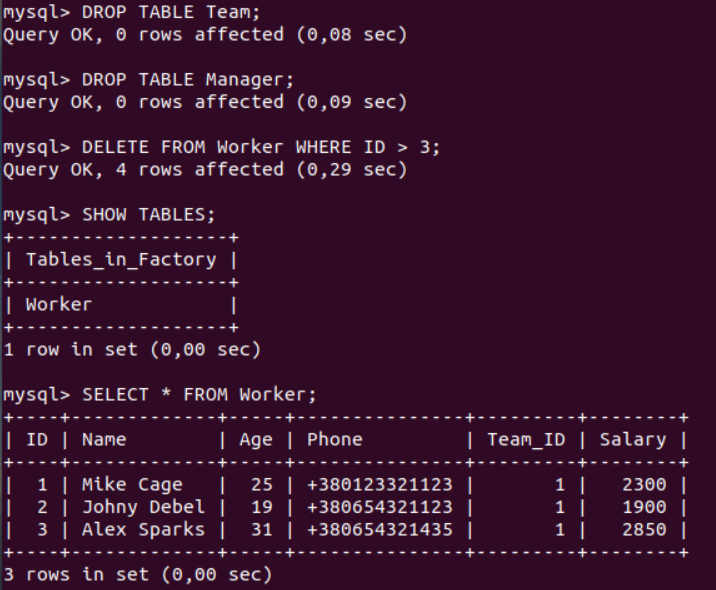 mysql> DROP TABLE Team;
Query OK, 0 rows affected (0,08 sec)
mysql> DROP TABLE Manager;
Query OK, 0 rows affected (0,09 sec)
mysql> DELETE FROM Worker WHERE ID > 3;
Query OK, 4 rows affected (0,29 sec)
mysql> SHOW TABLES;
+-------------------+
| Tables_in_Factory |
+-------------------+
| Worker            |
+-------------------+
1 row in set (0,00 sec)
mysql> SELECT * FROM Worker;
+----+-------------+-----+---------------+---------+--------+
| ID | Name        | Age | Phone         | Team_ID | Salary |
+----+-------------+-----+---------------+---------+--------+
|  1 | Mike Cage   |  25 | +380123321123 |       1 |   2300 |
|  2 | Johny Debel |  19 | +380654321123 |       1 |   1900 |
|  3 | Alex Sparks |  31 | +380654321435 |       1 |   2850 |
+----+-------------+-----+---------------+---------+--------+
3 rows in set (0,00 sec)